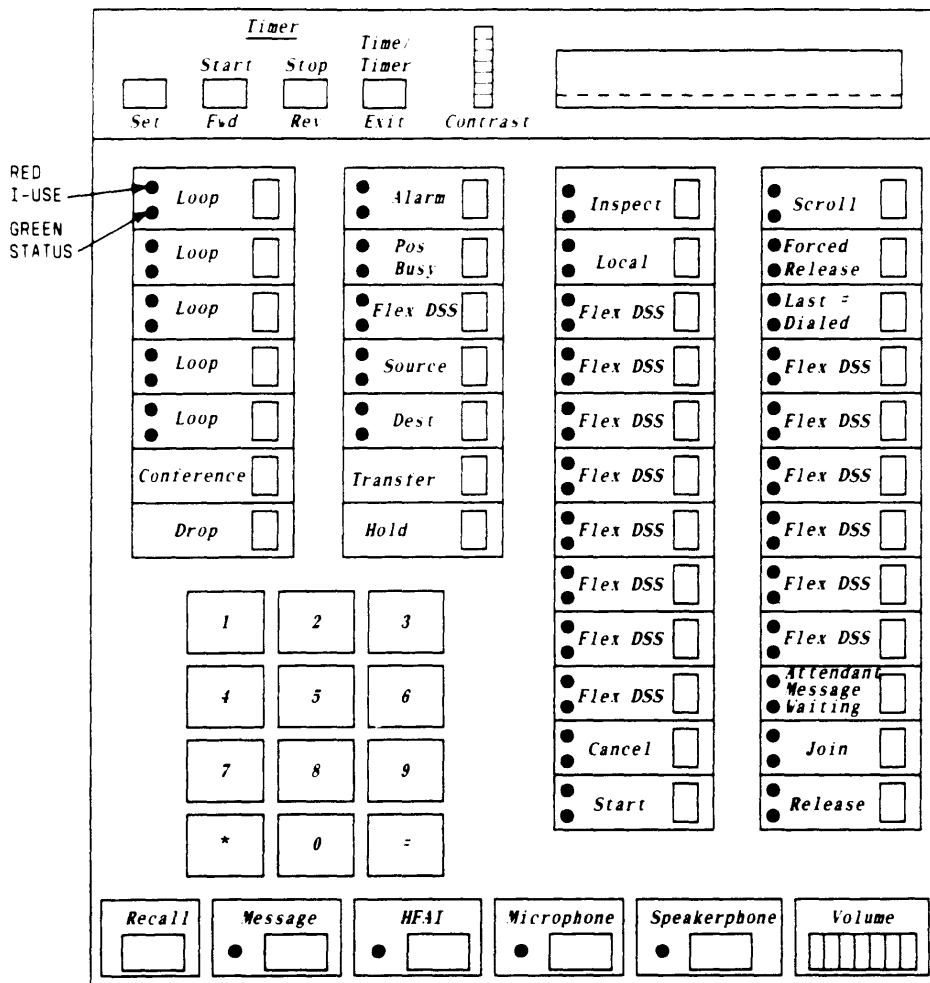 Timer
Time/
Start Stop Timer
Set Fwd Rev Exit Contrast
RED
I-USE
GREEN
STATUS
Loop
Loop
Loop
Loop
Loop
Conference
Drop
Alarm
Pos
Busy
Flex DSS
Source
Dest
Transfer
Hold
Inspect
Local
Flex DSS
Flex DSS
Flex DSS
Flex DSS
Flex DSS
Flex DSS
Flex DSS
Flex DSS
Cancel
Start
Scroll
Forced
Release
Last =
Dialed
Flex DSS
Flex DSS
Flex DSS
Flex DSS
Flex DSS
Flex DSS
Attendant
Message
Waiting
Join
Release
1 2 3
4 5 6
7 8 9
* 0 =
Recall Message HFAI Microphone Speakerphone Volume